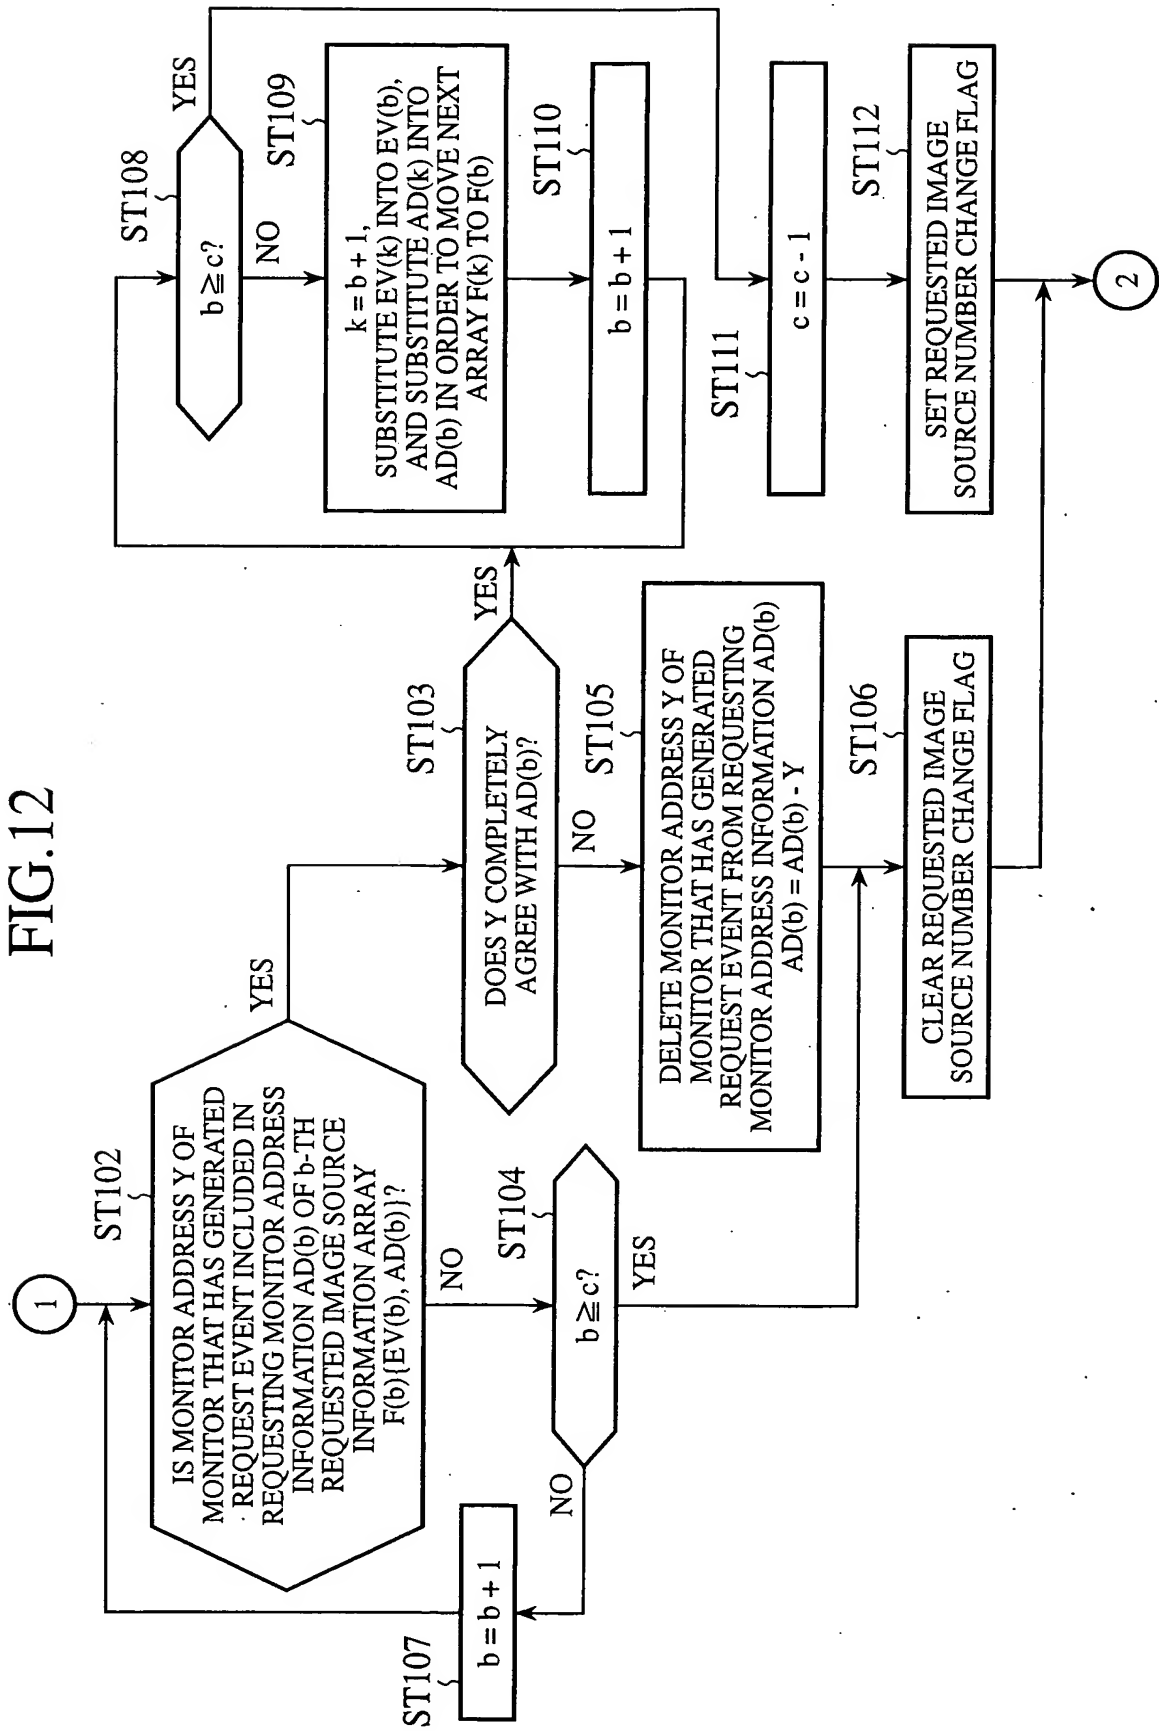 FIG.12
1
ST102
IS MONITOR ADDRESS Y OF
MONITOR THAT HAS GENERATED
REQUEST EVENT INCLUDED IN
REQUESTING MONITOR ADDRESS
INFORMATION AD(b) OF b-TH
REQUESTED IMAGE SOURCE
INFORMATION ARRAY
F(b){EV(b), AD(b)}?
YES
NO
ST104
b ≧ c?
YES
NO
ST107
b = b + 1
ST103
DOES Y COMPLETELY
AGREE WITH AD(b)?
YES
NO
ST105
DELETE MONITOR ADDRESS Y OF
MONITOR THAT HAS GENERATED
REQUEST EVENT FROM REQUESTING
MONITOR ADDRESS INFORMATION AD(b)
AD(b) = AD(b) - Y
ST106
CLEAR REQUESTED IMAGE
SOURCE NUMBER CHANGE FLAG
ST108
b ≧ c?
YES
NO
ST109
k = b + 1,
SUBSTITUTE EV(k) INTO EV(b),
AND SUBSTITUTE AD(k) INTO
AD(b) IN ORDER TO MOVE NEXT
ARRAY F(k) TO F(b)
ST110
b = b + 1
ST111
c = c - 1
ST112
SET REQUESTED IMAGE
SOURCE NUMBER CHANGE FLAG
2